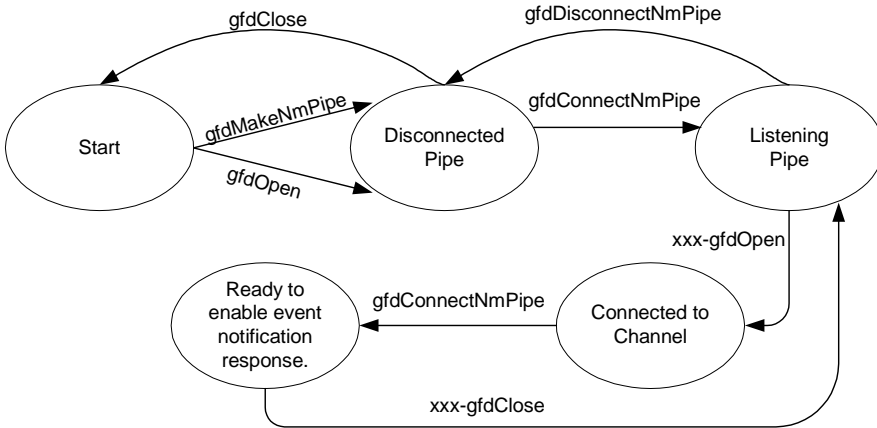 gfdClose
gfdDisconnectNmPipe
gfdMakeNmPipe
gfdConnectNmPipe
Start
Disconnected
Pipe
Listening
Pipe
gfdOpen
xxx-gfdOpen
Ready to
enable event
notification
response.
gfdConnectNmPipe
Connected to
Channel
xxx-gfdClose